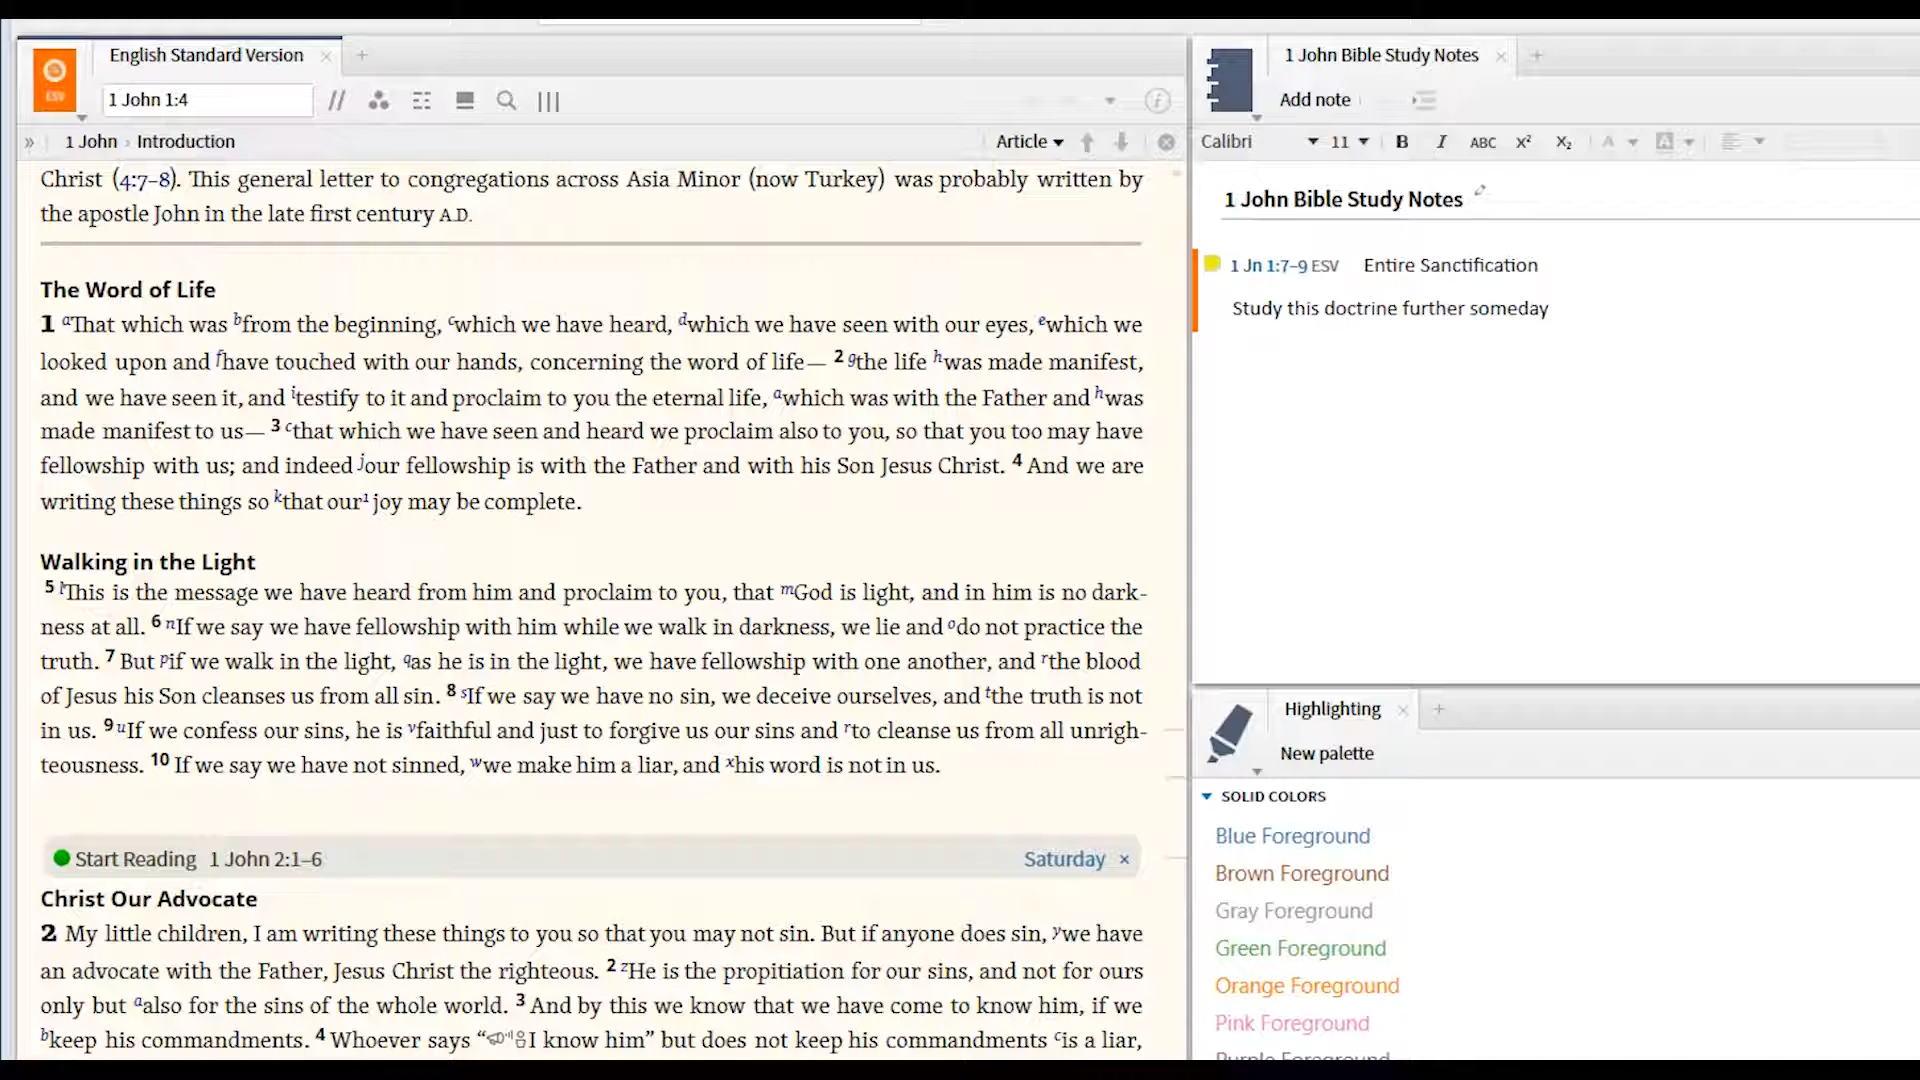 English Standard Version
ESV
1 John 1:4
1 John › Introduction
Article
Christ (4:7–8). This general letter to congregations across Asia Minor (now Turkey) was probably written by
the apostle John in the late first century A.D.
The Word of Life
1 aThat which was bfrom the beginning, cwhich we have heard, dwhich we have seen with our eyes, ewhich we
looked upon and fhave touched with our hands, concerning the word of life— 2 gthe life hwas made manifest,
and we have seen it, and itestify to it and proclaim to you the eternal life, awhich was with the Father and hwas
made manifest to us— 3 cthat which we have seen and heard we proclaim also to you, so that you too may have
fellowship with us; and indeed jour fellowship is with the Father and with his Son Jesus Christ. 4 And we are
writing these things so kthat our1 joy may be complete.
Walking in the Light
5 lThis is the message we have heard from him and proclaim to you, that mGod is light, and in him is no dark-
ness at all. 6 nIf we say we have fellowship with him while we walk in darkness, we lie and odo not practice the
truth. 7 But pif we walk in the light, qas he is in the light, we have fellowship with one another, and rthe blood
of Jesus his Son cleanses us from all sin. 8 sIf we say we have no sin, we deceive ourselves, and tthe truth is not
in us. 9 uIf we confess our sins, he is vfaithful and just to forgive us our sins and rto cleanse us from all unrigh-
teousness. 10 If we say we have not sinned, wwe make him a liar, and xhis word is not in us.
Start Reading 1 John 2:1–6 Saturday ×
Christ Our Advocate
2 My little children, I am writing these things to you so that you may not sin. But if anyone does sin, ywe have
an advocate with the Father, Jesus Christ the righteous. 2 zHe is the propitiation for our sins, and not for ours
only but aalso for the sins of the whole world. 3 And by this we know that we have come to know him, if we
bkeep his commandments. 4 Whoever says “I know him” but does not keep his commandments cis a liar,
1 John Bible Study Notes
Add note
Calibri 11 B I ABC X² X₂ A A
1 John Bible Study Notes
1 Jn 1:7–9 ESV Entire Sanctification
Study this doctrine further someday
Highlighting
New palette
SOLID COLORS
Blue Foreground
Brown Foreground
Gray Foreground
Green Foreground
Orange Foreground
Pink Foreground
Purple Foreground